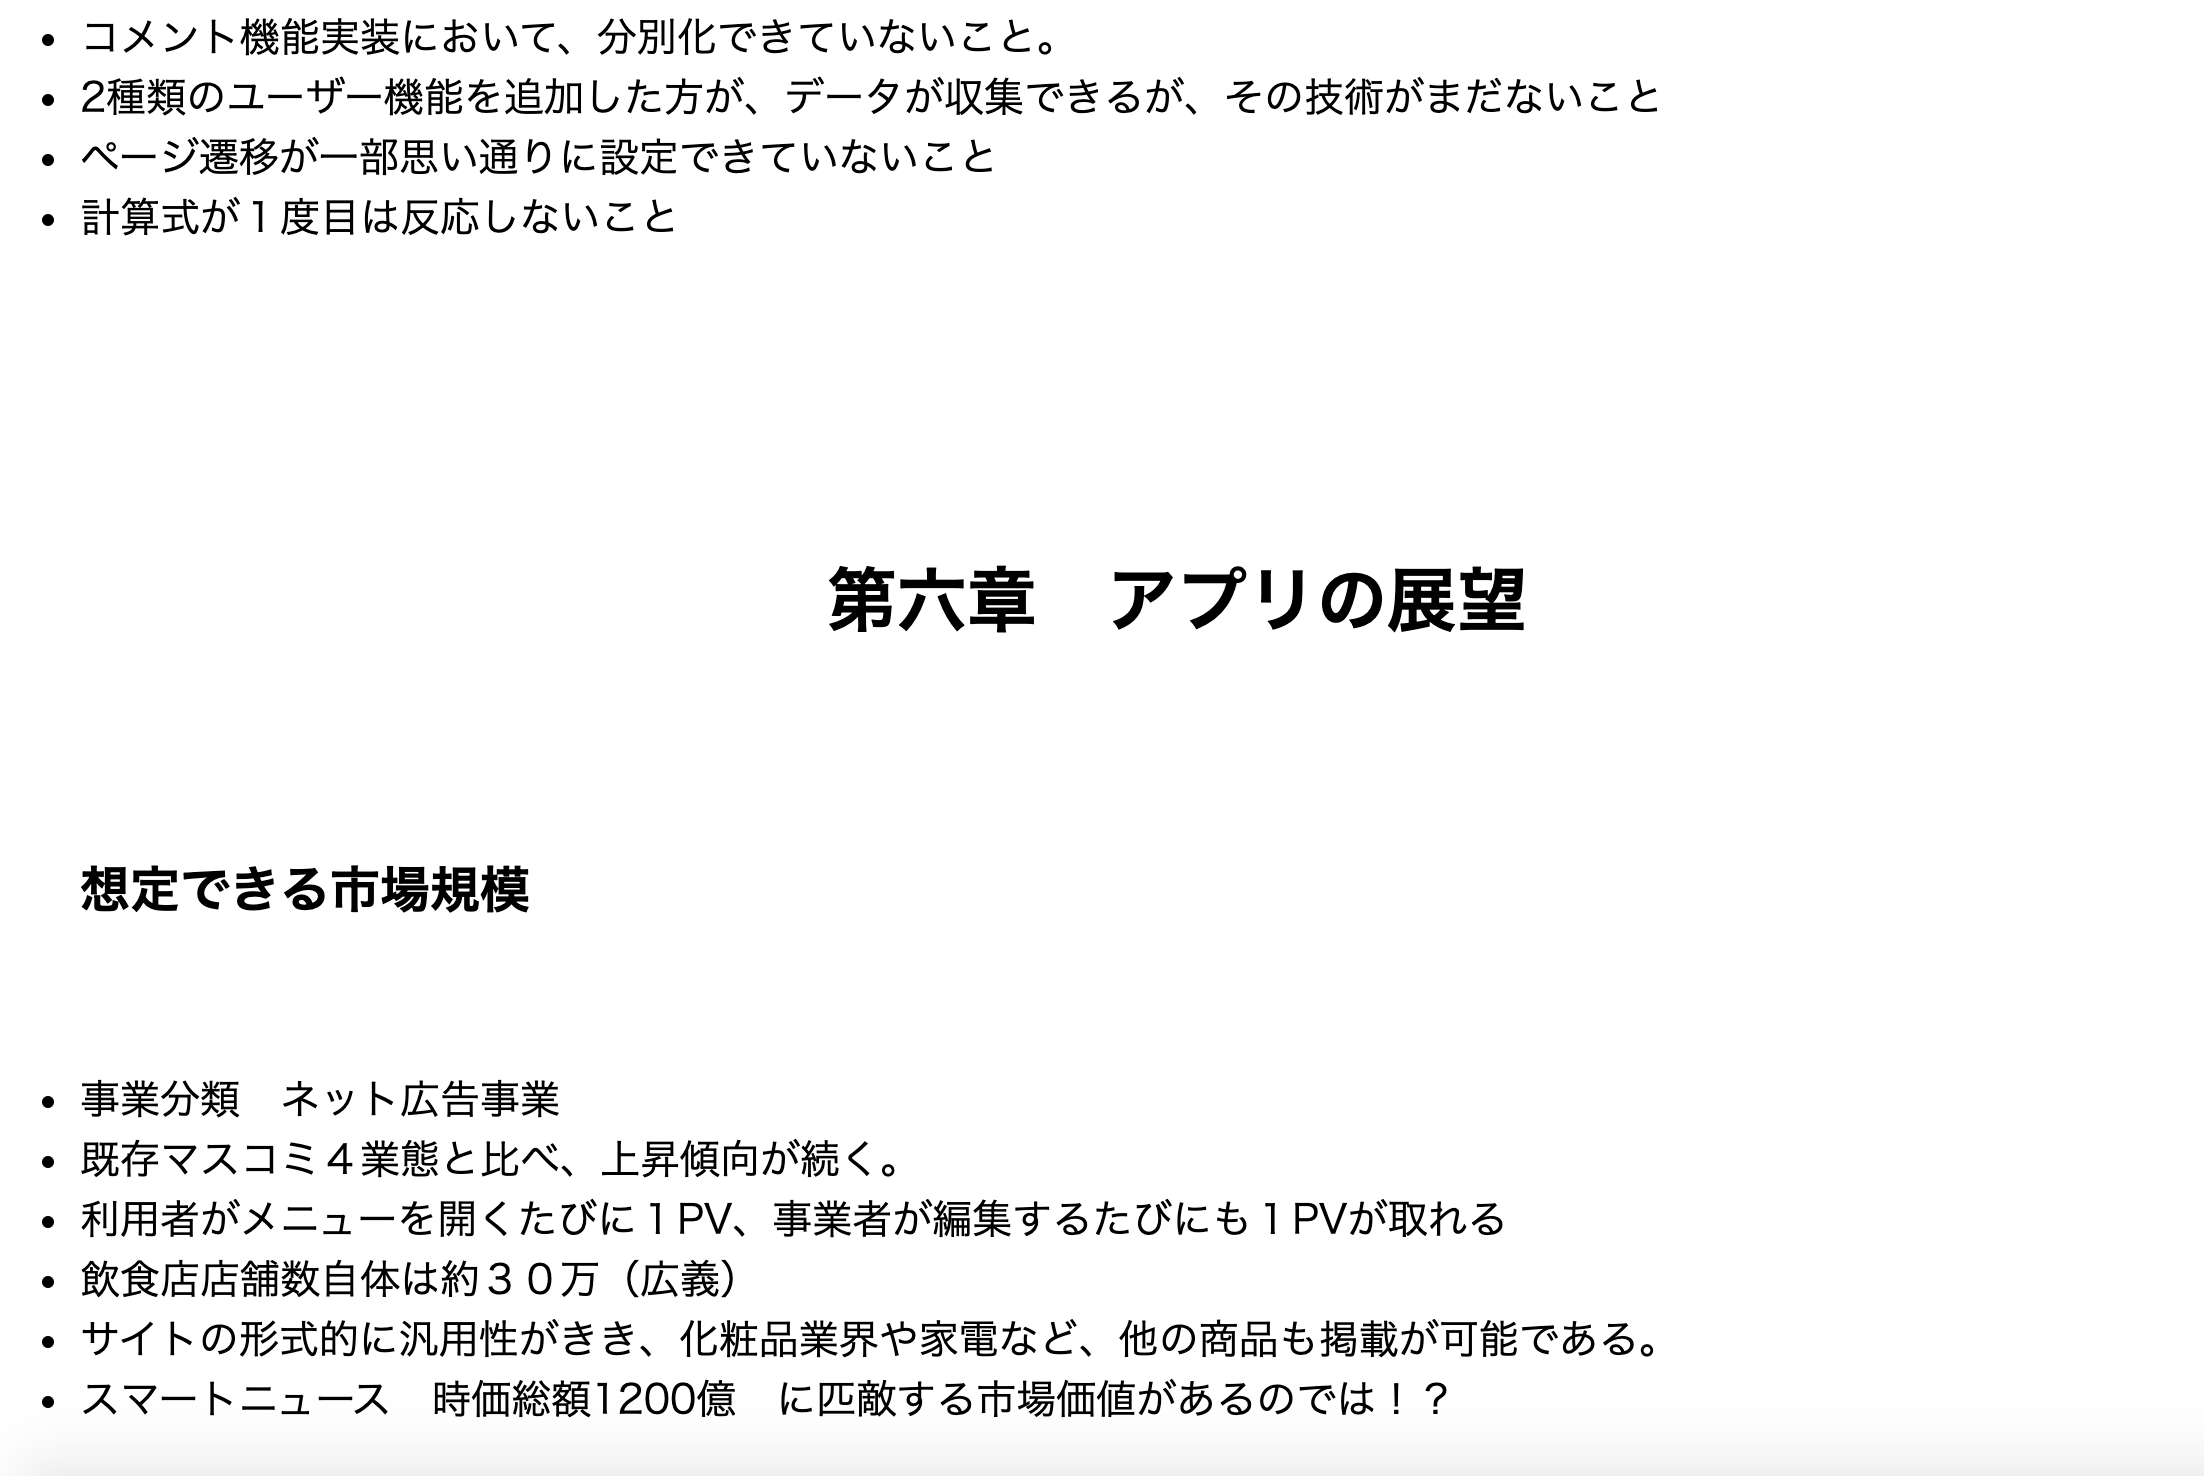 コメント機能実装において、分別化できていないこと。
2種類のユーザー機能を追加した方が、データが収集できるが、その技術がまだないこと
ページ遷移が一部思い通りに設定できていないこと
計算式が１度目は反応しないこと
第六章　アプリの展望
想定できる市場規模
事業分類　ネット広告事業
既存マスコミ４業態と比べ、上昇傾向が続く。
利用者がメニューを開くたびに１PV、事業者が編集するたびにも１PVが取れる
飲食店店舗数自体は約３０万（広義）
サイトの形式的に汎用性がきき、化粧品業界や家電など、他の商品も掲載が可能である。
スマートニュース　時価総額1200億　に匹敵する市場価値があるのでは！？